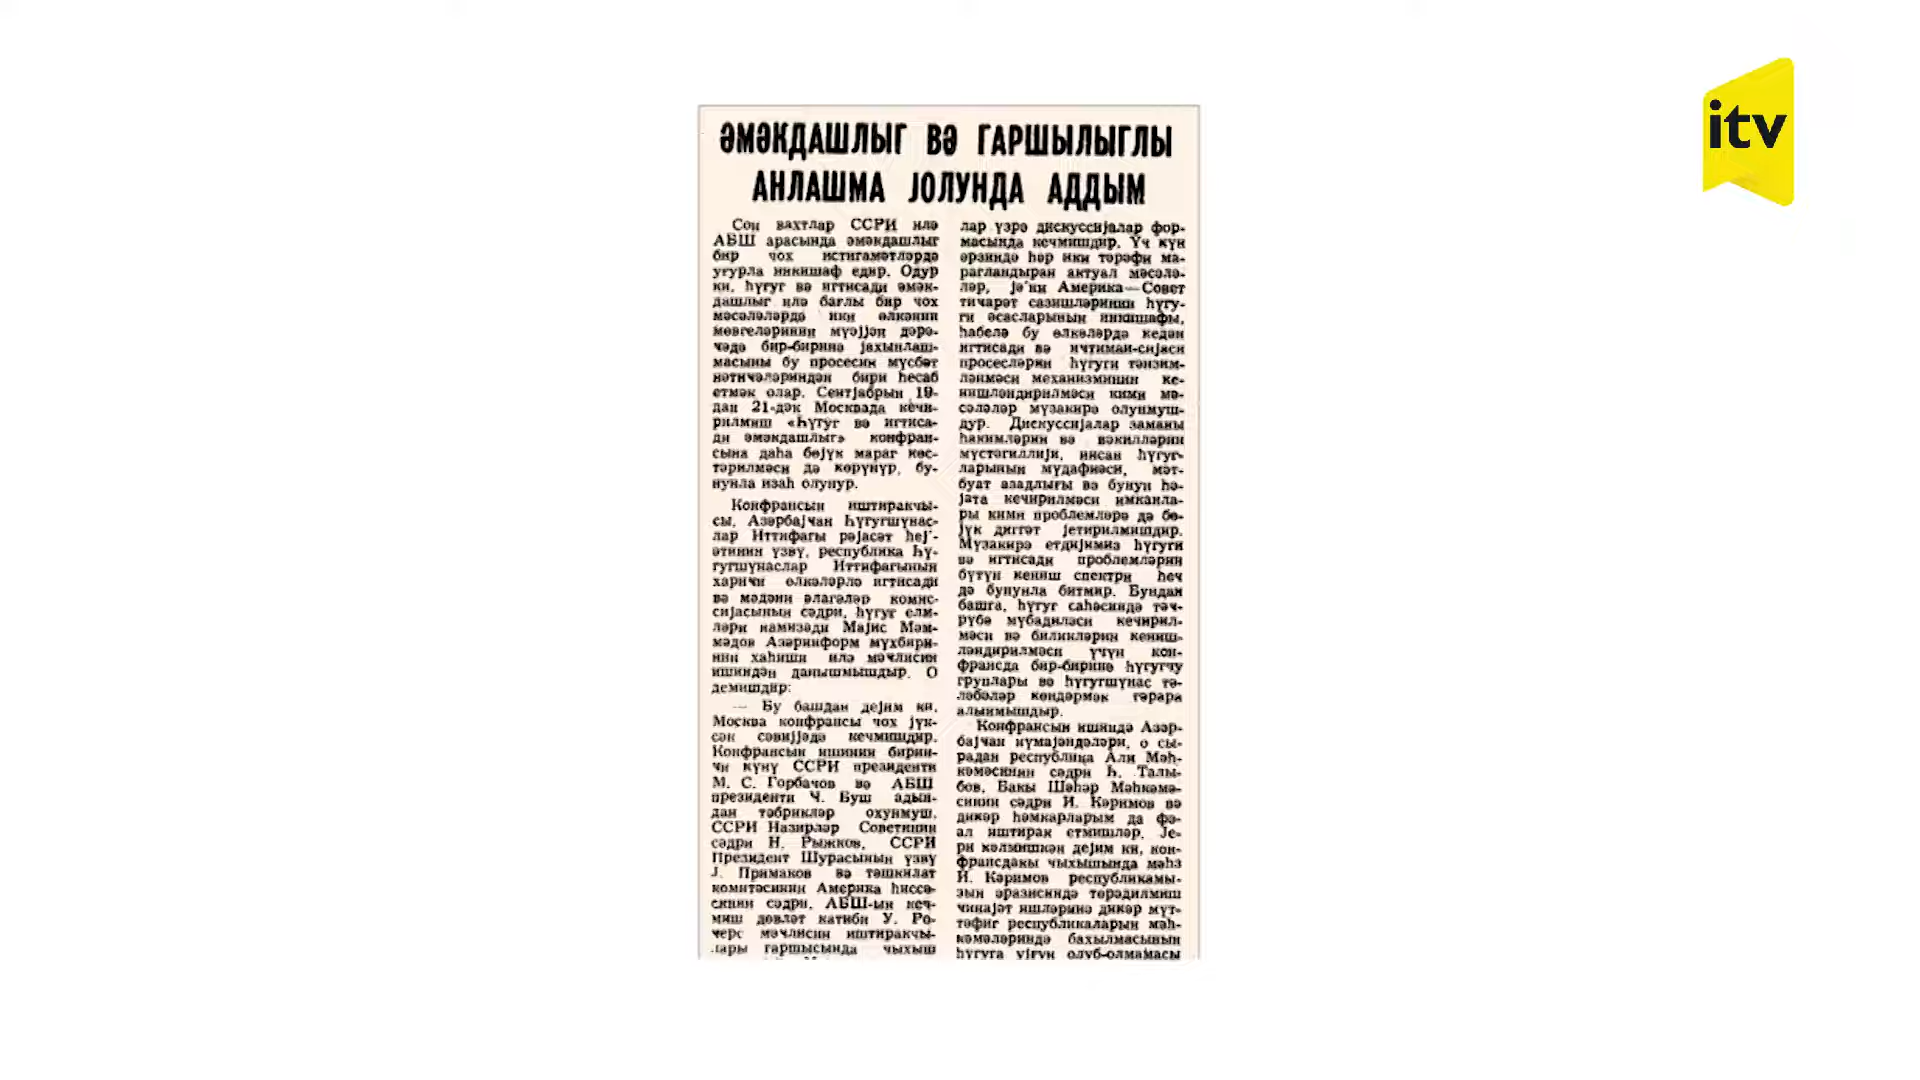 ӘМӘКДАШЛЫГ ВӘ ГАРШЫЛЫГЛЫ
АНЛАШМА ЈОЛУНДА АДДЫМ
Сон вахтлар ССРИ илә
АБШ арасында әмәкдашлыг
бир чох истигамәтләрдә
уғурла инкишаф едир. Одур
ки, һүгуг вә игтисади әмәк-
дашлыг илә бағлы бир чох
мәсәләләрдә ики өлкәнин
мөвгеләринин мүәјјән дәрә-
чәдә бир-биринә јахынлаш-
масыны бу просесин мүсбәт
нәтичәләриндән бири һесаб
етмәк олар. Сентјабрын 19-
дан 21-дәк Москвада кечи-
рилмиш «Һүгуг вә игтиса-
ди әмәкдашлыг» конфран-
сына даһа бөјүк мараг көс-
тәрилмәси дә көрүнүр, бу-
нунла изаһ олунур.
Конфрансын иштиракчы-
сы, Азәрбајчан Һүгугшүнас-
лар Иттифагы рәјасәт һеј'-
әтинин үзвү, республика Һү-
гугшүнаслар Иттифагынын
харичи өлкәләрлә игтисади
вә мәдәни әлагәләр комис-
сијасынын сәдри, һүгуг елм-
ләри намизәди Мајис Мәм-
мәдов Азәринформ мүхбири-
нин хаһиши илә мәчлисин
ишиндән данышмышдыр. О
демишдир:
— Бу башдан дејим ки,
Москва конфрансы чох јүк-
сәк сәвијјәдә кечмишдир.
Конфрансын ишинин бирин-
чи күнү ССРИ президенти
М. С. Горбачов вә АБШ
президенти Ч. Буш адын-
дан тәбрикләр охунмуш,
ССРИ Назирләр Советинин
сәдри Н. Рыжков, ССРИ
Президент Шурасынын үзвү
Ј. Примаков вә тәшкилат
комитәсинин Америка һиссә-
синин сәдри, АБШ-ын кеч-
миш дөвләт катиби У. Ро-
черс мәчлисин иштиракчы-
лары гаршысында чыхыш
лар үзрә дискуссијалар фор-
масында кечмишдир. Үч күн
әрзиндә һәр ики тәрәфи ма-
рагландыран актуал мәсәлә-
ләр, јә'ни Америка—Совет
тичарәт сазишләринин һүгу-
ги әсасларынын инкишафы,
һабелә бу өлкәләрдә кедән
игтисади вә ичтимаи-сијаси
просесләрин һүгуги тәнзим-
ләнмәси механизминин ке-
нишләндирилмәси кими мә-
сәләләр музакирә олунмуш-
дур. Дискуссијалар заманы
һакимләрин вә вәкилләрин
мүстәгиллији, инсан һүгуг-
ларынын мүдафиәси, мәт-
буат азадлығы вә бунун һә-
јата кечирилмәси имканла-
ры кими проблемләрә дә бө-
јүк диггәт јетирилмишдир.
Музакирә етдијимиз һүгуги
вә игтисади проблемләрин
бүтүн кениш спектри һеч
дә бунунла битмир. Бундан
башга, һүгуг саһәсиндә тәч-
рүбә мүбадиләси кечирил-
мәси вә биликләрин кениш-
ләндирилмәси үчүн кон-
франсда бир-биринә һүгугчу
груплары вә һүгугшүнас тә-
ләбәләр көндәрмәк гәрара
алынмышдыр.
Конфрансын ишиндә Азәр-
бајчан нүмајәндәләри, о сы-
радан республика Али Мәһ-
кәмәсинин сәдри Һ. Талы-
бов, Бакы Шәһәр Мәһкәмә-
синин сәдри И. Кәримов вә
дикәр һәмкарларым да фә-
ал иштирак етмишләр. Је-
ри кәлмишкән дејим ки, кон-
франсдакы чыхышында мәһз
И. Кәримов республикамы-
зын әразисиндә төрәдилмиш
чинајәт ишләринә дикәр мүт-
тәфиг республикаларын мәһ-
кәмәләриндә бахылмасынын
һүгуга ујғун олуб-олмамасы
itv